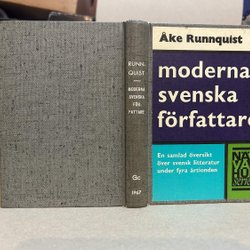 RUNN-
QUIST
MODERNA
SVENSKA
FÖR-
FATTARE
Gc
1967
Åke Runnquist
moderna
svenska
författare
En samlad översikt
över svensk litteratur
under fyra årtionden